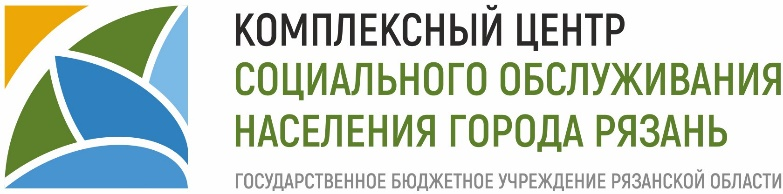 КОМПЛЕКСНЫЙ ЦЕНТР
СОЦИАЛЬНОГО ОБСЛУЖИВАНИЯ
НАСЕЛЕНИЯ ГОРОДА РЯЗАНЬ
ГОСУДАРСТВЕННОЕ БЮДЖЕТНОЕ УЧРЕЖДЕНИЕ РЯЗАНСКОЙ ОБЛАСТИ